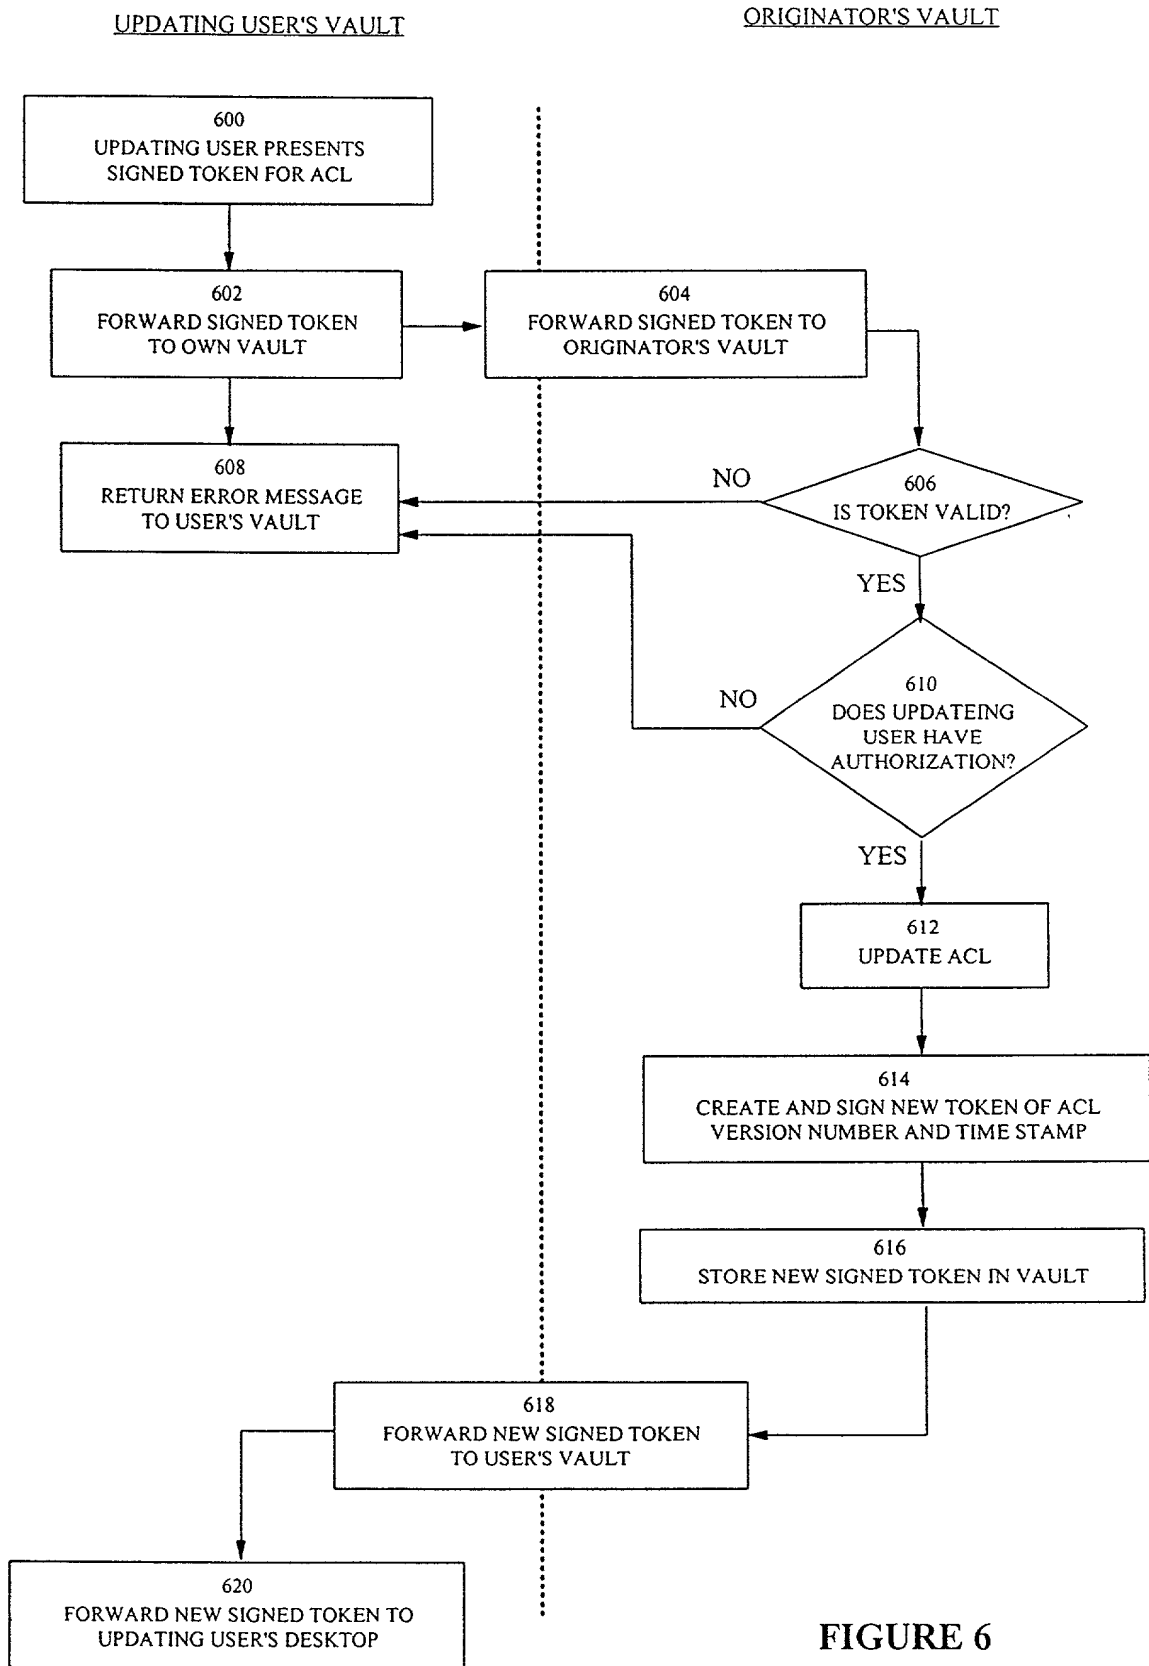 UPDATING USER'S VAULT
ORIGINATOR'S VAULT
600
UPDATING USER PRESENTS
SIGNED TOKEN FOR ACL
602
FORWARD SIGNED TOKEN
TO OWN VAULT
604
FORWARD SIGNED TOKEN TO
ORIGINATOR'S VAULT
608
RETURN ERROR MESSAGE
TO USER'S VAULT
NO
606
IS TOKEN VALID?
YES
610
DOES UPDATEING
USER HAVE
AUTHORIZATION?
NO
YES
612
UPDATE ACL
614
CREATE AND SIGN NEW TOKEN OF ACL
VERSION NUMBER AND TIME STAMP
616
STORE NEW SIGNED TOKEN IN VAULT
618
FORWARD NEW SIGNED TOKEN
TO USER'S VAULT
620
FORWARD NEW SIGNED TOKEN TO
UPDATING USER'S DESKTOP
FIGURE 6